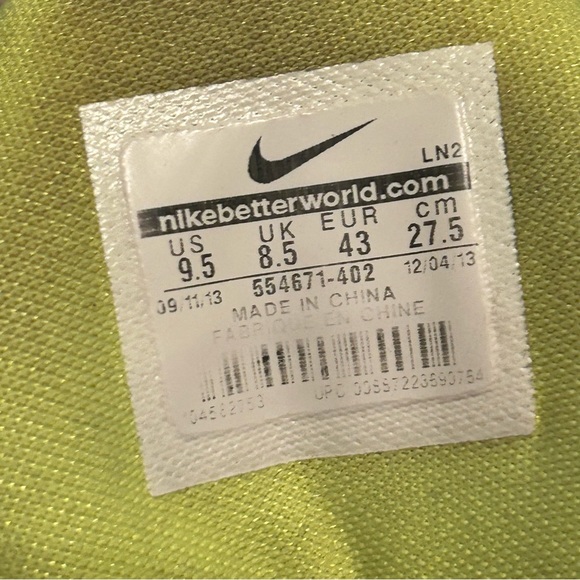 LN2
nikebetterworld.com
US UK EUR cm
9.5 8.5 43 27.5
09/11/13 554671-402 12/04/13
MADE IN CHINA
FABRIQUE EN CHINE
UPC